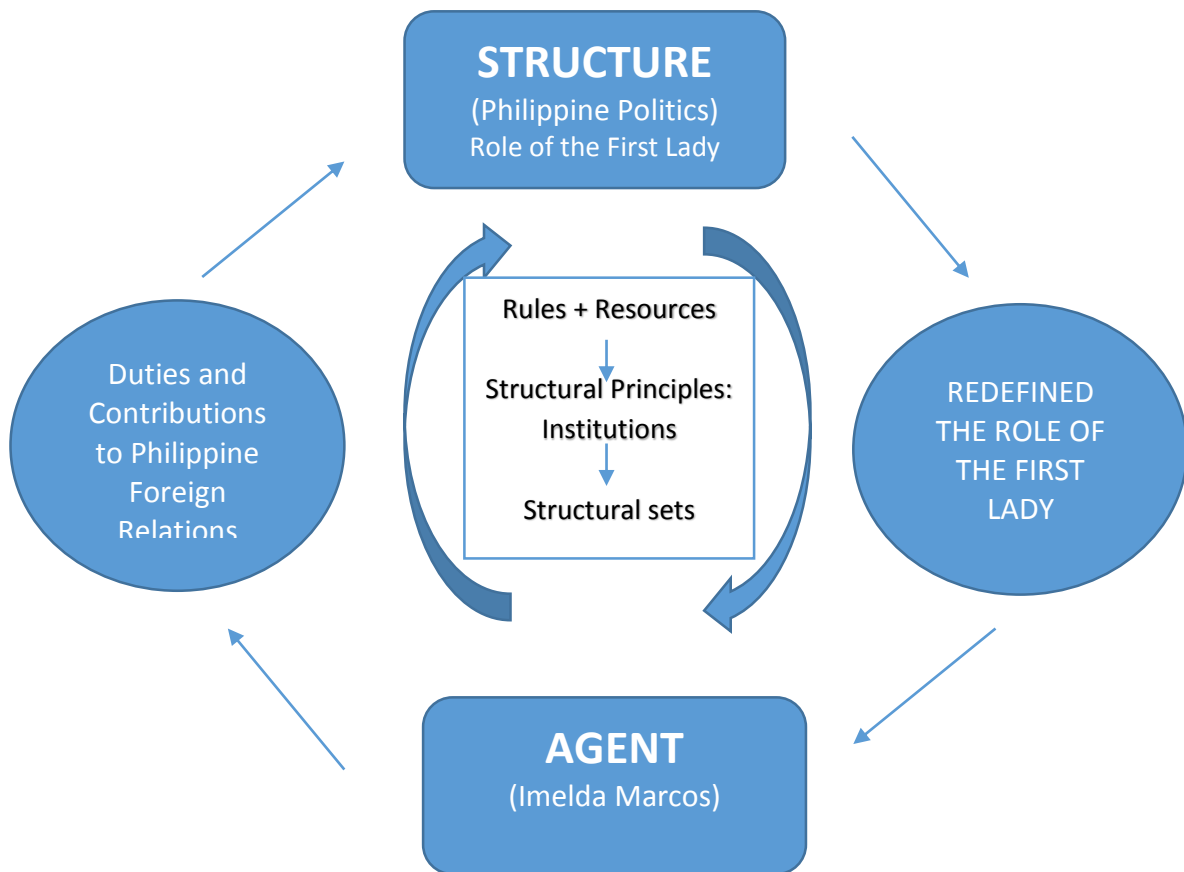 STRUCTURE
(Philippine Politics)
Role of the First Lady
Rules + Resources
Structural Principles:
Institutions
Structural sets
Duties and
Contributions
to Philippine
Foreign
Relations
REDEFINED
THE ROLE OF
THE FIRST
LADY
AGENT
(Imelda Marcos)